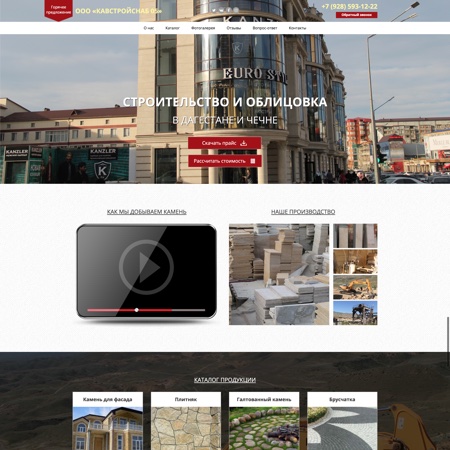 Горячее
предложение
ООО «КАВСТРОЙСНАБ 05»
+7 (928) 593-12-22
Обратный звонок
О нас Каталог Фотогалерея Отзывы Вопрос-ответ Контакты
KANZLER
EURO
СТРОИТЕЛЬСТВО И ОБЛИЦОВКА
В ДАГЕСТАНЕ И ЧЕЧНЕ
KANZLER
Скачать прайс
Рассчитать стоимость
КАК МЫ ДОБЫВАЕМ КАМЕНЬ
НАШЕ ПРОИЗВОДСТВО
КАТАЛОГ ПРОДУКЦИИ
Камень для фасада Плитняк Галтованный камень Брусчатка